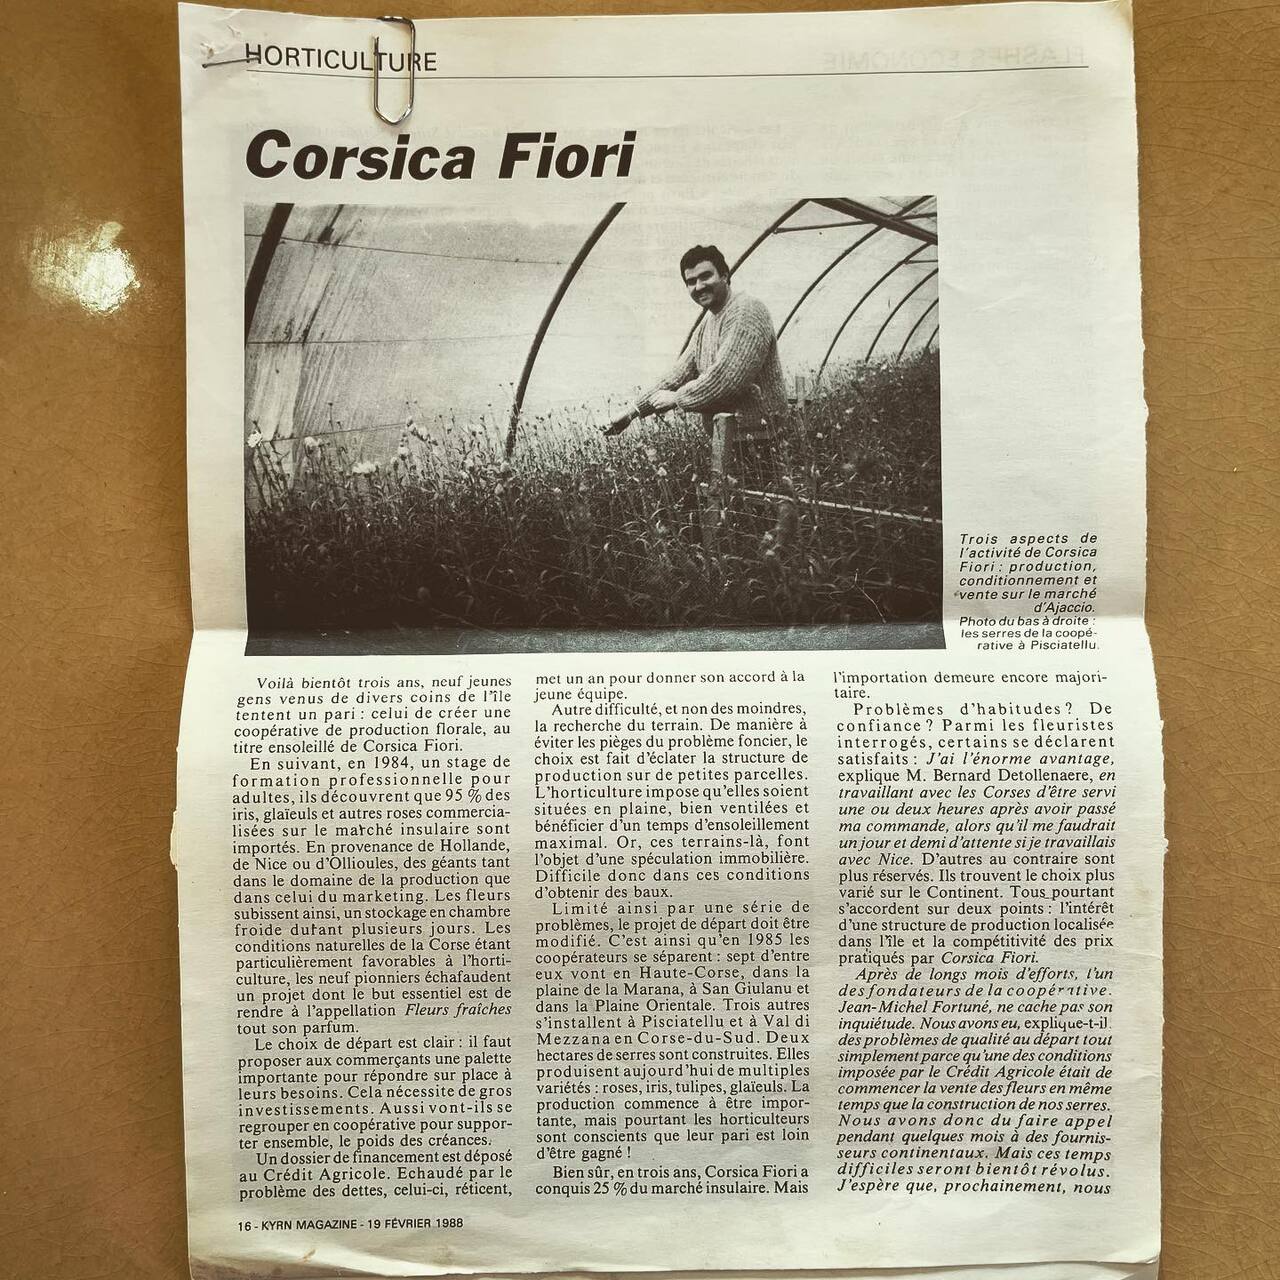 HORTICULTURE
Corsica Fiori
Trois aspects de
l'activité de Corsica
Fiori : production,
conditionnement et
vente sur le marché
d'Ajaccio.
Photo du bas à droite :
les serres de la coopé-
rative à Pisciatellu.
Voilà bientôt trois ans, neuf jeunes
gens venus de divers coins de l'île
tentent un pari : celui de créer une
coopérative de production florale, au
titre ensoleillé de Corsica Fiori.
En suivant, en 1984, un stage de
formation professionnelle pour
adultes, ils découvrent que 95 % des
iris, glaïeuls et autres roses commercia-
lisées sur le marché insulaire sont
importés. En provenance de Hollande,
de Nice ou d'Ollioules, des géants tant
dans le domaine de la production que
dans celui du marketing. Les fleurs
subissent ainsi, un stockage en chambre
froide durant plusieurs jours. Les
conditions naturelles de la Corse étant
particulièrement favorables à l'horti-
culture, les neuf pionniers échafaudent
un projet dont le but essentiel est de
rendre à l'appellation Fleurs fraîches
tout son parfum.
Le choix de départ est clair : il faut
proposer aux commerçants une palette
importante pour répondre sur place à
leurs besoins. Cela nécessite de gros
investissements. Aussi vont-ils se
regrouper en coopérative pour suppor-
ter ensemble, le poids des créances.
Un dossier de financement est déposé
au Crédit Agricole. Echaudé par le
problème des dettes, celui-ci, réticent,
met un an pour donner son accord à la
jeune équipe.
Autre difficulté, et non des moindres,
la recherche du terrain. De manière à
éviter les pièges du problème foncier, le
choix est fait d'éclater la structure de
production sur de petites parcelles.
L'horticulture impose qu'elles soient
situées en plaine, bien ventilées et
bénéficier d'un temps d'ensoleillement
maximal. Or, ces terrains-là, font
l'objet d'une spéculation immobilière.
Difficile donc dans ces conditions
d'obtenir des baux.
Limité ainsi par une série de
problèmes, le projet de départ doit être
modifié. C'est ainsi qu'en 1985 les
coopérateurs se séparent : sept d'entre
eux vont en Haute-Corse, dans la
plaine de la Marana, à San Giulanu et
dans la Plaine Orientale. Trois autres
s'installent à Pisciatellu et à Val di
Mezzana en Corse-du-Sud. Deux
hectares de serres sont construites. Elles
produisent aujourd'hui de multiples
variétés : roses, iris, tulipes, glaïeuls. La
production commence à être impor-
tante, mais pourtant les horticulteurs
sont conscients que leur pari est loin
d'être gagné !
Bien sûr, en trois ans, Corsica Fiori a
conquis 25 % du marché insulaire. Mais
l'importation demeure encore majori-
taire.
Problèmes d'habitudes ? De
confiance ? Parmi les fleuristes
interrogés, certains se déclarent
satisfaits : J'ai l'énorme avantage,
explique M. Bernard Detollenaere, en
travaillant avec les Corses d'être servi
une ou deux heures après avoir passé
ma commande, alors qu'il me faudrait
un jour et demi d'attente si je travaillais
avec Nice. D'autres au contraire sont
plus réservés. Ils trouvent le choix plus
varié sur le Continent. Tous pourtant
s'accordent sur deux points : l'intérêt
d'une structure de production localisée
dans l'île et la compétitivité des prix
pratiqués par Corsica Fiori.
Après de longs mois d'efforts, l'un
des fondateurs de la coopérative.
Jean-Michel Fortuné, ne cache pas son
inquiétude. Nous avons eu, explique-t-il.
des problèmes de qualité au départ tout
simplement parce qu'une des conditions
imposée par le Crédit Agricole était de
commencer la vente des fleurs en même
temps que la construction de nos serres.
Nous avons donc du faire appel
pendant quelques mois à des fournis-
seurs continentaux. Mais ces temps
difficiles seront bientôt révolus.
J'espère que, prochainement, nous
16 - KYRN MAGAZINE - 19 FÉVRIER 1988